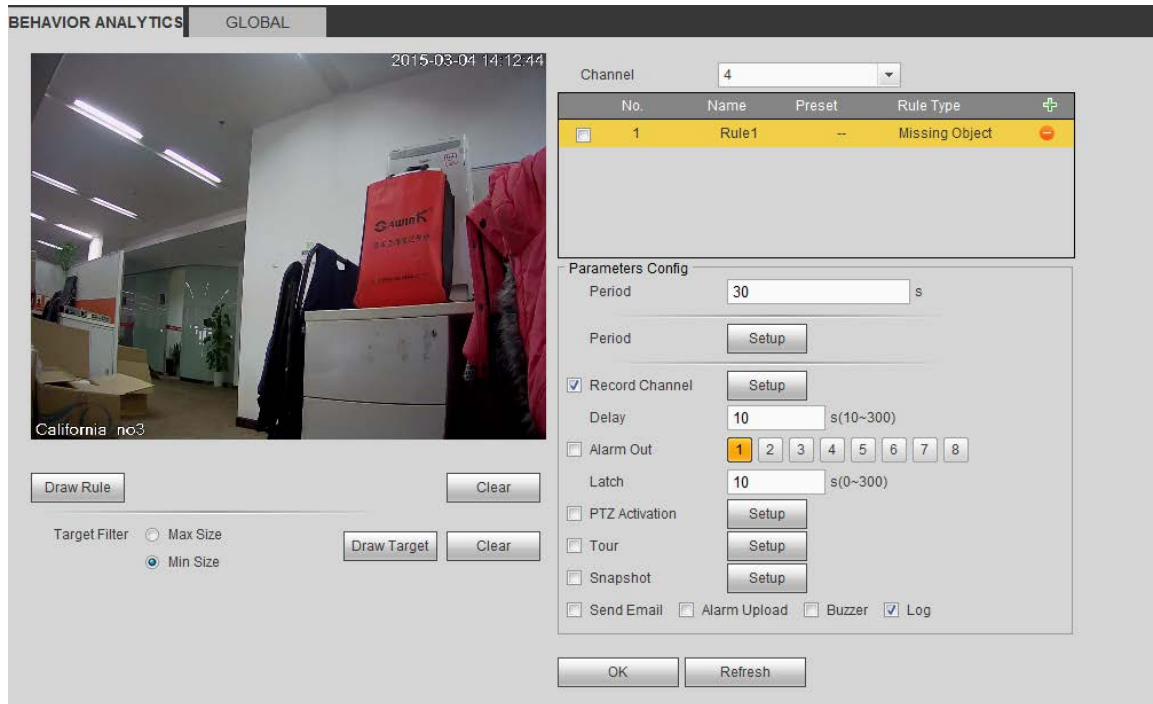 BEHAVIOR ANALYTICS GLOBAL
2015-03-04 14:12:44
SAWINK
California no3
Draw Rule Clear
Target Filter Max Size
Min Size
Draw Target Clear
Channel 4
No. Name Preset Rule Type
1 Rule1 -- Missing Object
Parameters Config
Period 30 s
Period Setup
Record Channel Setup
Delay 10 s(10~300)
Alarm Out 1 2 3 4 5 6 7 8
Latch 10 s(0~300)
PTZ Activation Setup
Tour Setup
Snapshot Setup
Send Email Alarm Upload Buzzer Log
OK Refresh